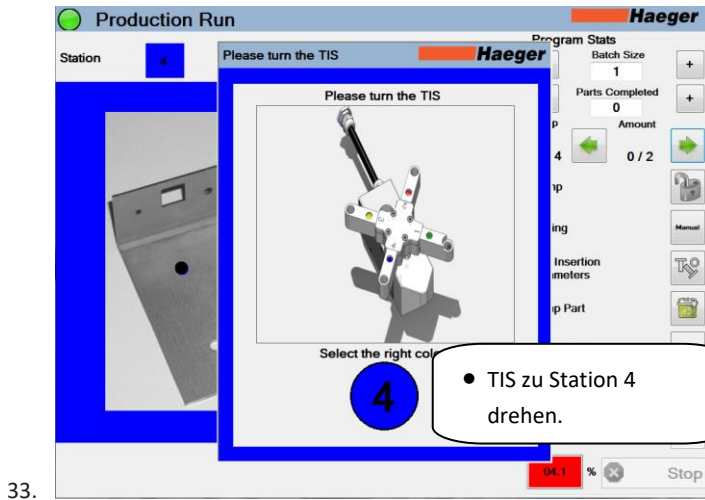 Production Run
Haeger
Program Stats
Station
4
Batch Size
1
+
Parts Completed
0
+
Amount
4
0 / 2
Manual
Insertion
Part
Please turn the TIS
Haeger
Please turn the TIS
Select the right
4
• TIS zu Station 4
drehen.
04.1 %
Stop
33.